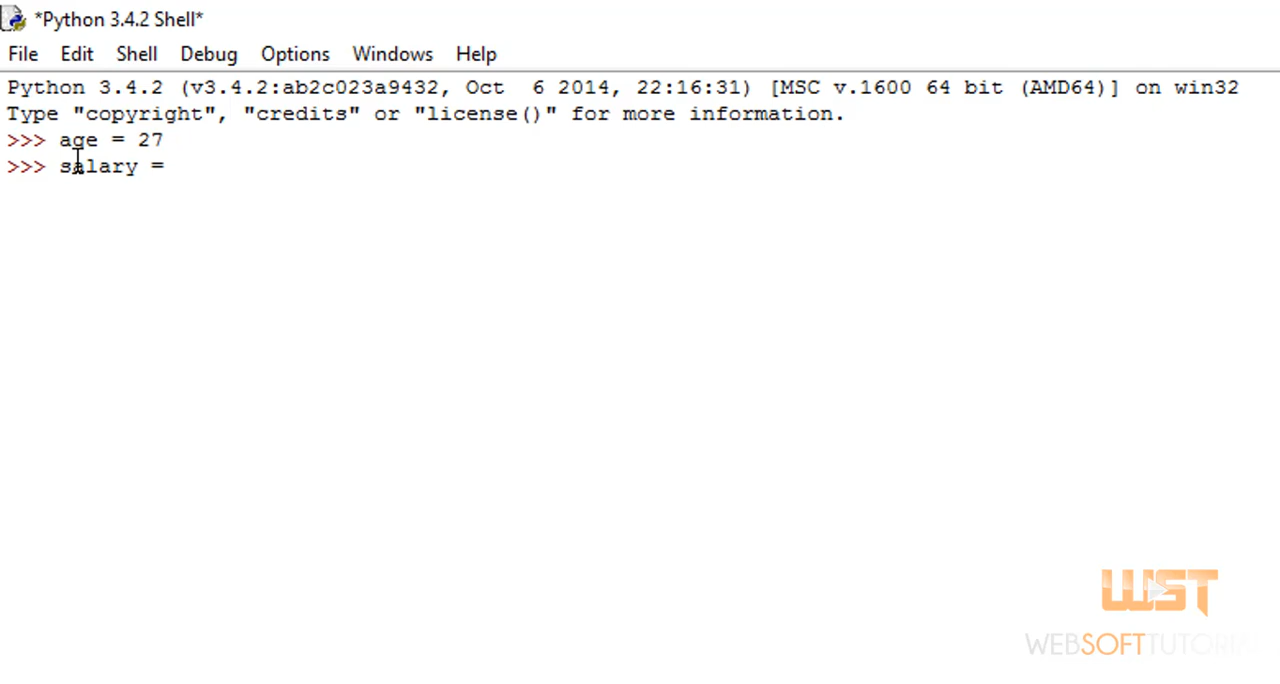 *Python 3.4.2 Shell*
File Edit Shell Debug Options Windows Help
Python 3.4.2 (v3.4.2:ab2c023a9432, Oct  6 2014, 22:16:31) [MSC v.1600 64 bit (AMD64)] on win32
Type "copyright", "credits" or "license()" for more information.
>>> age = 27
>>> salary =
WST